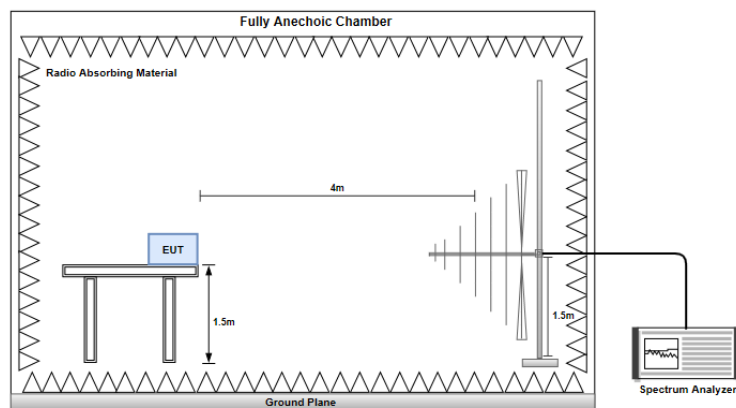 Fully Anechoic Chamber
Radio Absorbing Material
4m
EUT
1.5m
1.5m
Spectrum Analyzer
Ground Plane